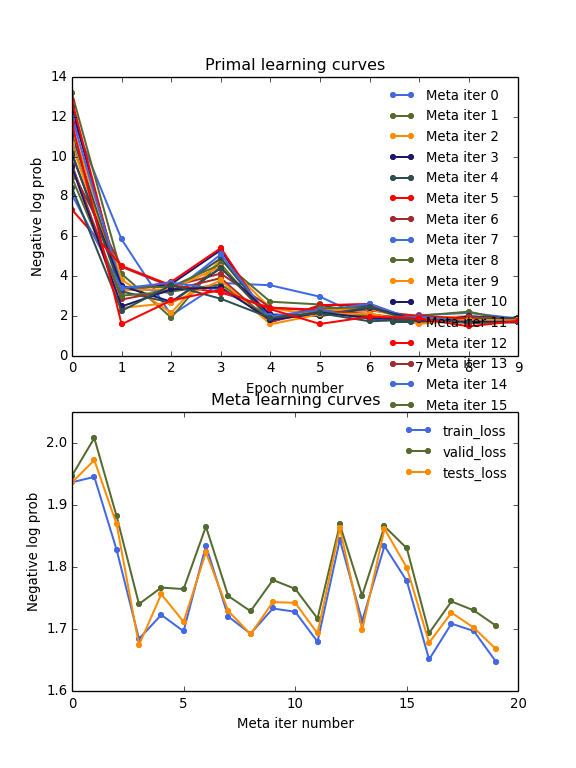 Primal learning curves
14
12
10
8
6
4
2
0
Negative log prob
Meta iter 0
Meta iter 1
Meta iter 2
Meta iter 3
Meta iter 4
Meta iter 5
Meta iter 6
Meta iter 7
Meta iter 8
Meta iter 9
Meta iter 10
Meta iter 11
Meta iter 12
Meta iter 13
Meta iter 14
Meta iter 15
0 1 2 3 4 5 6 7 8 9
Epoch number
Meta learning curves
2.0
1.9
1.8
1.7
1.6
Negative log prob
train_loss
valid_loss
tests_loss
0 5 10 15 20
Meta iter number